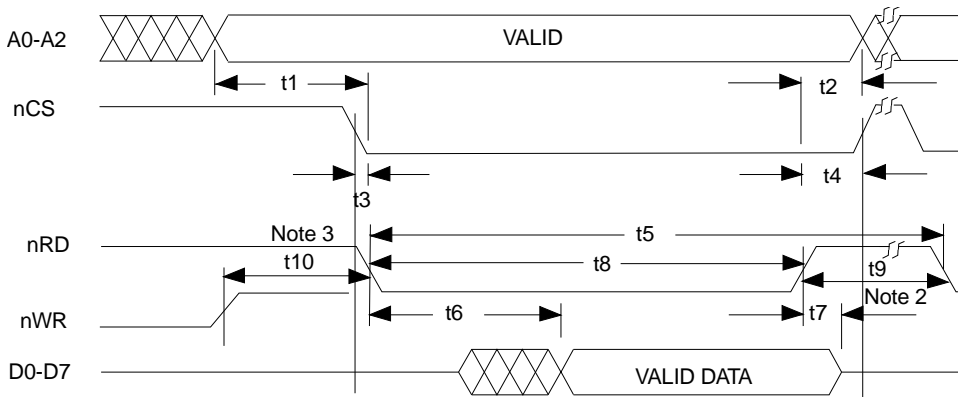 A0-A2
VALID
t1
t2
nCS
t3
t4
nRD
Note 3
t5
t10
t8
t9
nWR
t6
t7
Note 2
D0-D7
VALID DATA